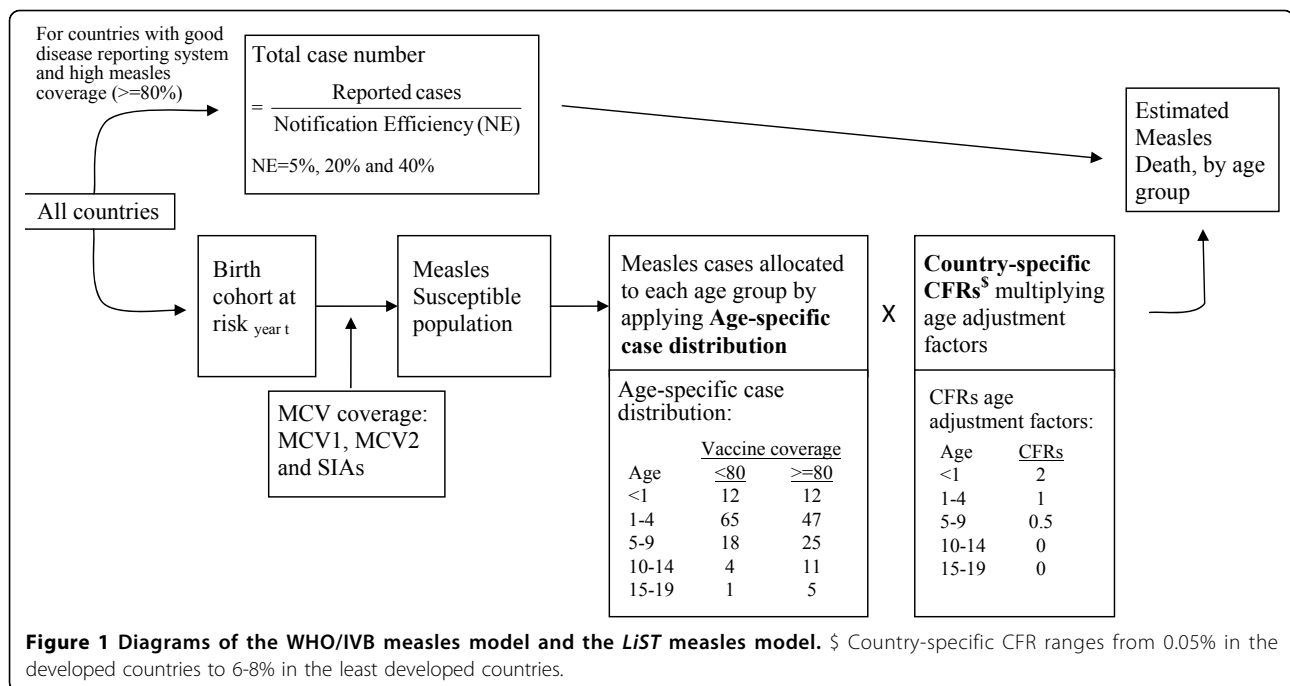 For countries with good
disease reporting system
and high measles
coverage (>=80%)
Total case number
= Reported cases
Notification Efficiency (NE)
NE=5%, 20% and 40%
Estimated
Measles
Death, by age
group
All countries
Birth
cohort at
risk year t
Measles
Susceptible
population
Measles cases allocated
to each age group by
applying Age-specific
case distribution
X
Country-specific
CFRs$ multiplying
age adjustment
factors
MCV coverage:
MCV1, MCV2
and SIAs
Age-specific case
distribution:
Vaccine coverage
Age <80 >=80
<1 12 12
1-4 65 47
5-9 18 25
10-14 4 11
15-19 1 5
CFRs age
adjustment factors:
Age CFRs
<1 2
1-4 1
5-9 0.5
10-14 0
15-19 0
Figure 1 Diagrams of the WHO/IVB measles model and the LiST measles model. $ Country-specific CFR ranges from 0.05% in the
developed countries to 6-8% in the least developed countries.